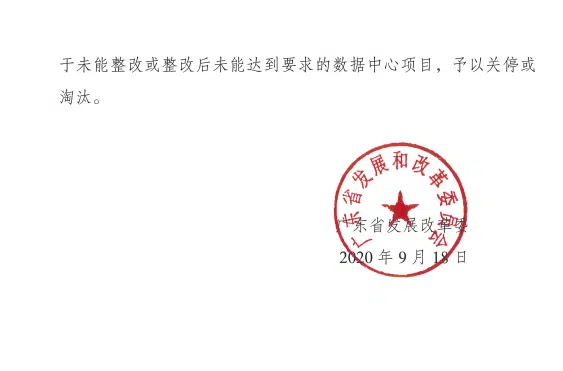 于未能整改或整改后未能达到要求的数据中心项目，予以关停或
淘汰。
广东省发展和改革委员会
广东省发展改革委
2020 年 9 月 18 日